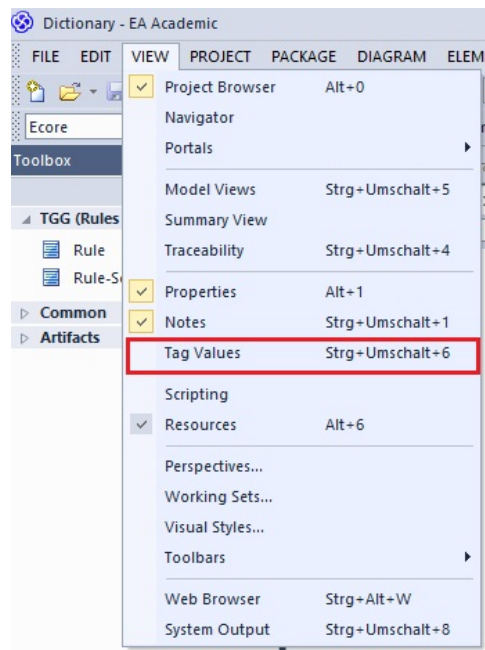 Dictionary - EA Academic
FILE EDIT VIEW PROJECT PACKAGE DIAGRAM ELEM
Ecore
Toolbox
TGG (Rules
Rule
Rule-S
Common
Artifacts
Project Browser Alt+0
Navigator
Portals
Model Views Strg+Umschalt+5
Summary View
Traceability Strg+Umschalt+4
Properties Alt+1
Notes Strg+Umschalt+1
Tag Values Strg+Umschalt+6
Scripting
Resources Alt+6
Perspectives...
Working Sets...
Visual Styles...
Toolbars
Web Browser Strg+Alt+W
System Output Strg+Umschalt+8